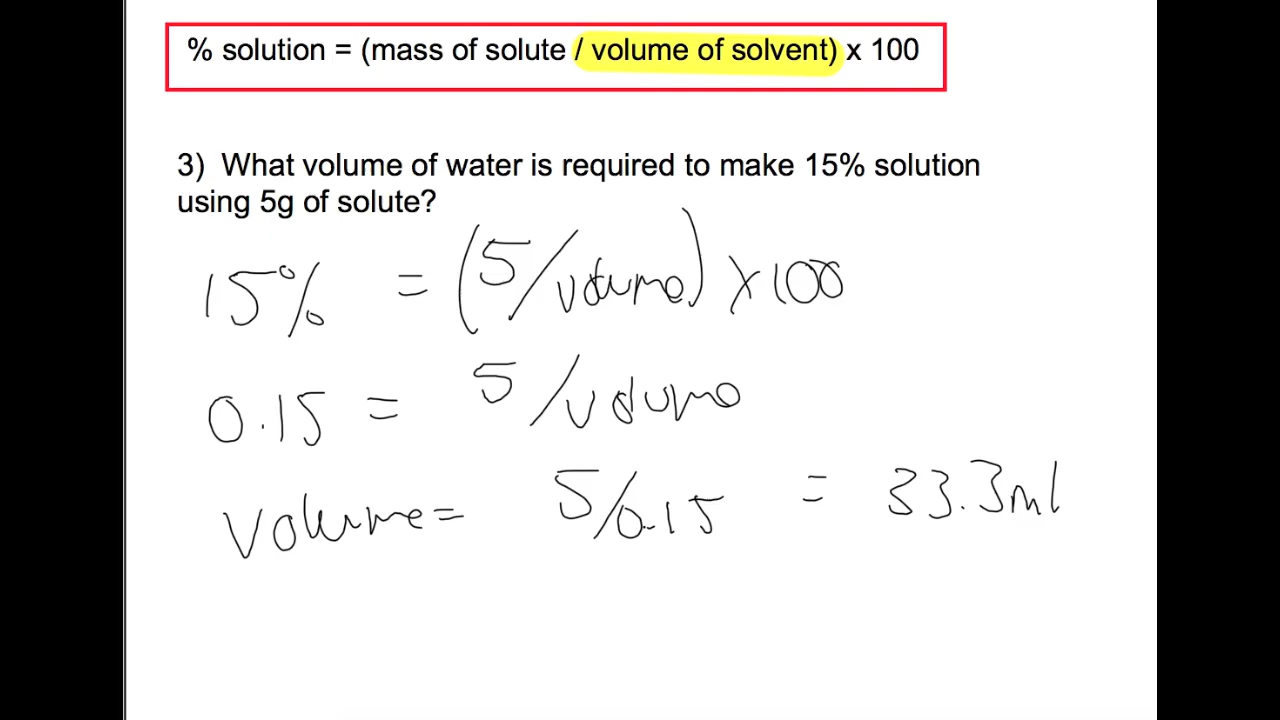 % solution = (mass of solute / volume of solvent) x 100
3) What volume of water is required to make 15% solution
using 5g of solute?
15% = (5/volume) x 100
0.15 = 5/volume
volume = 5/0.15 = 33.3ml